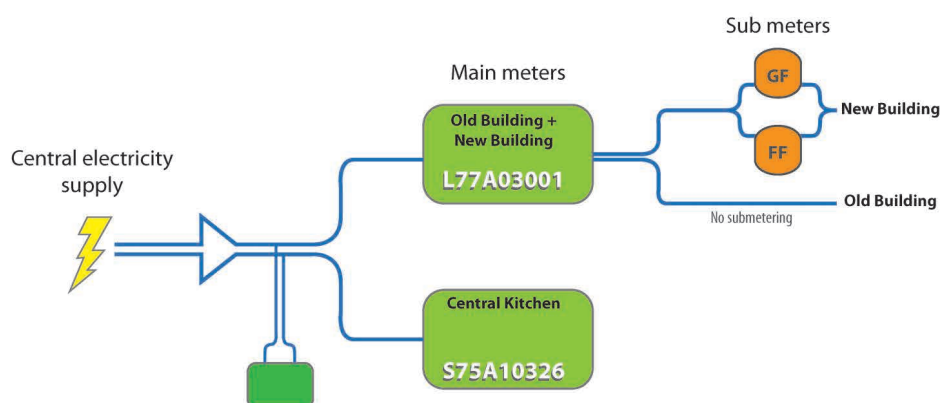 Sub meters
Main meters
GF
New Building
Old Building +
New Building
L77A03001
FF
Central electricity
supply
Old Building
No submetering
Central Kitchen
S75A10326